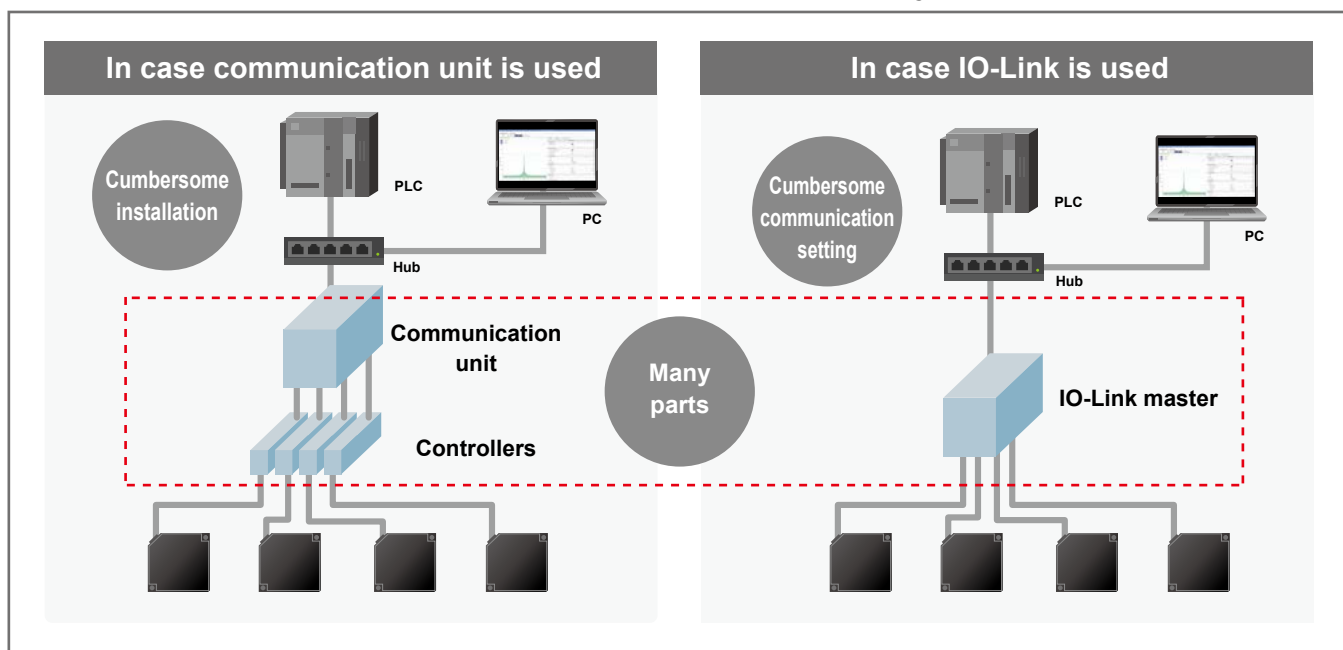 In case communication unit is used
Cumbersome
installation
PLC
PC
Hub
Communication
unit
Controllers
Many
parts
In case IO-Link is used
Cumbersome
communication
setting
PLC
PC
Hub
IO-Link master